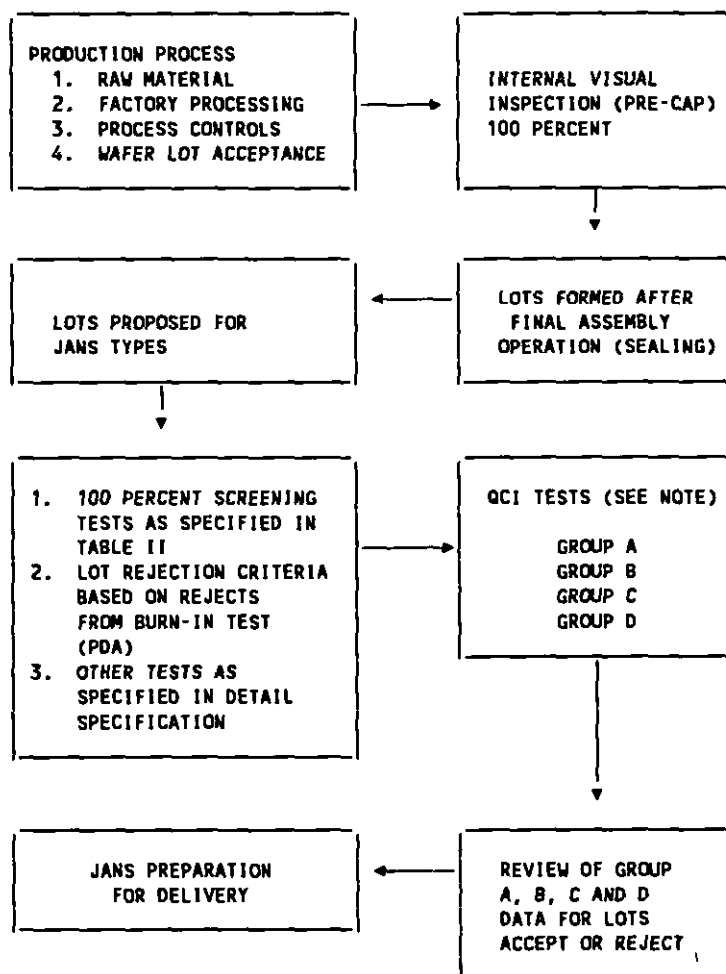 PRODUCTION PROCESS
1. RAW MATERIAL
2. FACTORY PROCESSING
3. PROCESS CONTROLS
4. WAFER LOT ACCEPTANCE
INTERNAL VISUAL
INSPECTION (PRE-CAP)
100 PERCENT
LOTS FORMED AFTER
FINAL ASSEMBLY
OPERATION (SEALING)
LOTS PROPOSED FOR
JANS TYPES
1. 100 PERCENT SCREENING
TESTS AS SPECIFIED IN
TABLE II
2. LOT REJECTION CRITERIA
BASED ON REJECTS
FROM BURN-IN TEST
(PDA)
3. OTHER TESTS AS
SPECIFIED IN DETAIL
SPECIFICATION
QCI TESTS (SEE NOTE)
GROUP A
GROUP B
GROUP C
GROUP D
REVIEW OF GROUP
A, B, C AND D
DATA FOR LOTS
ACCEPT OR REJECT
JANS PREPARATION
FOR DELIVERY